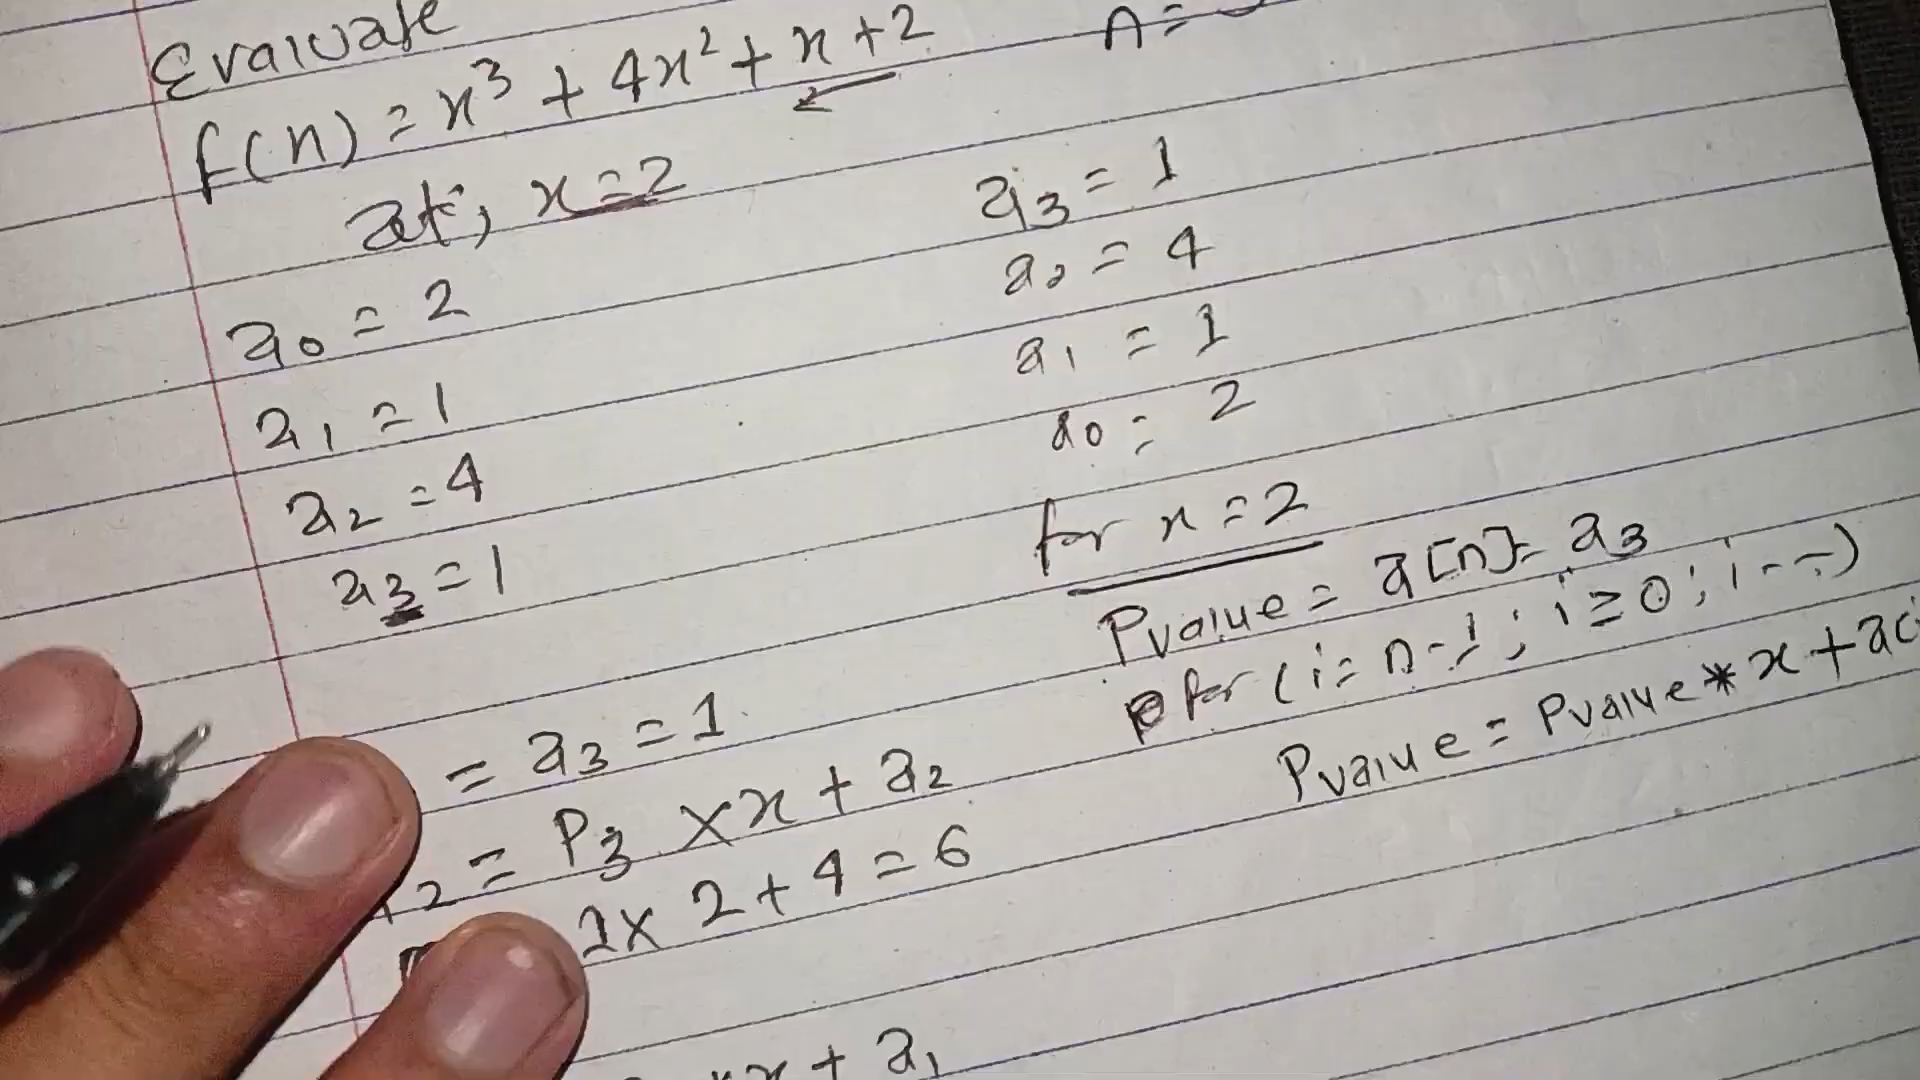 Evaluate
f(n) = x³ + 4x² + x + 2
n =
at, x = 2
a₀ = 2
a₁ = 1
a₂ = 4
a₃ = 1
a₃ = 1
a₂ = 4
a₁ = 1
a₀ = 2
for x = 2
Pvalue = a[n] = a₃
for (i = n-1; i ≥ 0; i--)
Pvalue = Pvalue * x + a
= a₃ = 1
2 = P₃ × x + a₂
1 × 2 + 4 = 6
x + a₁